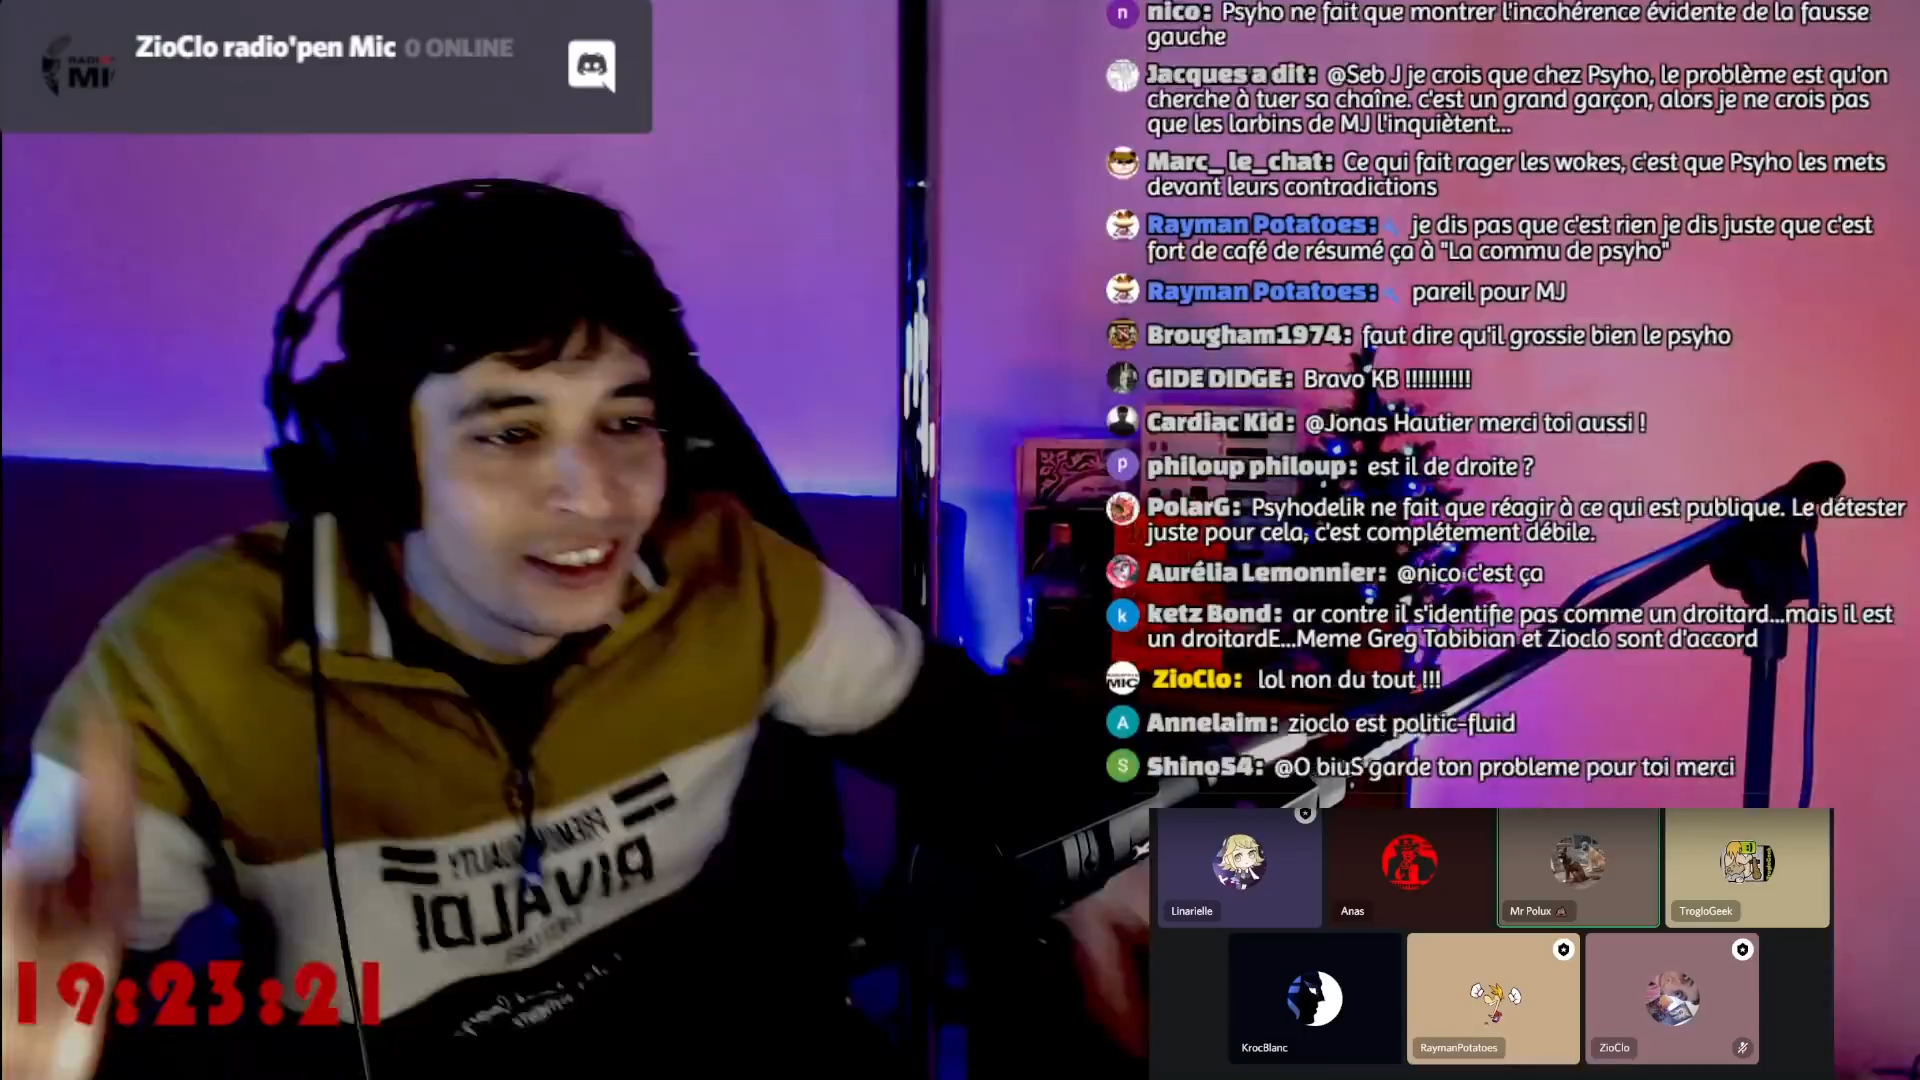 ZioClo radio'pen Mic 0 ONLINE
RADIO
MI
nico: Psyho ne fait que montrer l'incohérence évidente de la fausse
gauche
Jacques a dit: @Seb J je crois que chez Psyho, le problème est qu'on
cherche à tuer sa chaîne. c'est un grand garçon, alors je ne crois pas
que les larbins de MJ l'inquiètent...
Marc_le_chat: Ce qui fait rager les wokes, c'est que Psyho les mets
devant leurs contradictions
Rayman Potatoes: je dis pas que c'est rien je dis juste que c'est
fort de café de résumé ça à "La commu de psyho"
Rayman Potatoes: pareil pour MJ
Brougham1974: faut dire qu'il grossie bien le psyho
GIDE DIDGE: Bravo KB !!!!!!!!!!
Cardiac Kid: @Jonas Hautier merci toi aussi !
p philoup philoup: est il de droite ?
PolarG: Psyhodelik ne fait que réagir à ce qui est publique. Le détester
juste pour cela, c'est complétement débile.
Aurélia Lemonnier: @nico c'est ça
k ketz Bond: ar contre il s'identifie pas comme un droitard...mais il est
un droitardE...Meme Greg Tabibian et Zioclo sont d'accord
MIC ZioClo: lol non du tout !!!
A Annelaim: zioclo est politic-fluid
S Shino54: @O biuS garde ton probleme pour toi merci
RIVALDI
Linarielle
Anas
Mr Polux
TrogloGeek
19:23:21
KrocBlanc
RaymanPotatoes
ZioClo